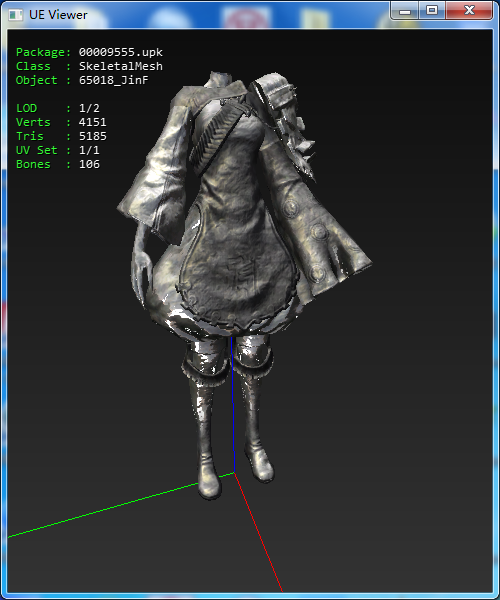 UE Viewer
Package: 00009555.upk
Class : SkeletalMesh
Object : 65018_JinF
LOD : 1/2
Verts : 4151
Tris : 5185
UV Set : 1/1
Bones : 106